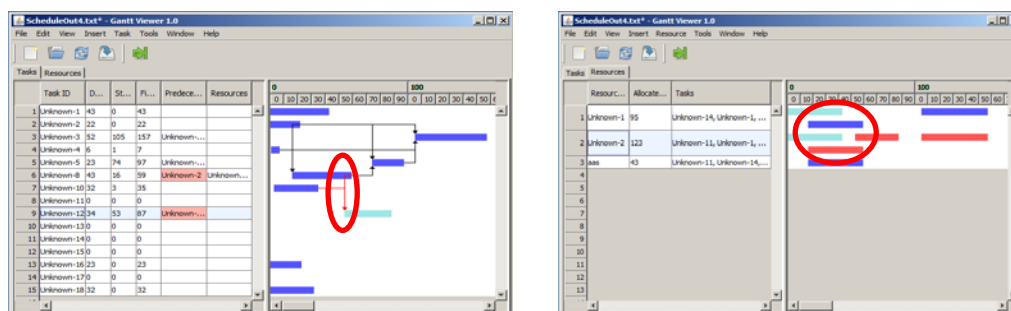 ScheduleOut4.txt* - Gantt Viewer 1.0
File Edit View Insert Task Tools Window Help
Tasks Resources
Task ID D... St... Fi... Predece... Resources
0 100
0 10 20 30 40 50 60 70 80 90 0 10 20 30 40 50
1 Unknown-1 43 0 43
2 Unknown-2 22 0 22
3 Unknown-3 52 105 157 Unknown-...
4 Unknown-4 6 1 7
5 Unknown-5 23 74 97 Unknown-...
6 Unknown-8 43 16 59 Unknown-2 Unknown...
7 Unknown-10 32 3 35
8 Unknown-11 0 0 0
9 Unknown-12 34 53 87 Unknown-...
10 Unknown-13 0 0 0
11 Unknown-14 0 0 0
12 Unknown-15 0 0 0
13 Unknown-16 23 0 23
14 Unknown-17 0 0 0
15 Unknown-18 32 0 32
ScheduleOut4.txt* - Gantt Viewer 1.0
File Edit View Insert Resource Tools Window Help
Tasks Resources
Resourc... Allocate... Tasks
0 100
0 10 20 30 40 50 60 70 80 90 0 10 20 30 40 50
1 Unknown-1 95 Unknown-14, Unknown-1, ...
2 Unknown-2 123 Unknown-11, Unknown-1, ...
3 aas 43 Unknown-11, Unknown-14,...
4
5
6
7
8
9
10
11
12
13